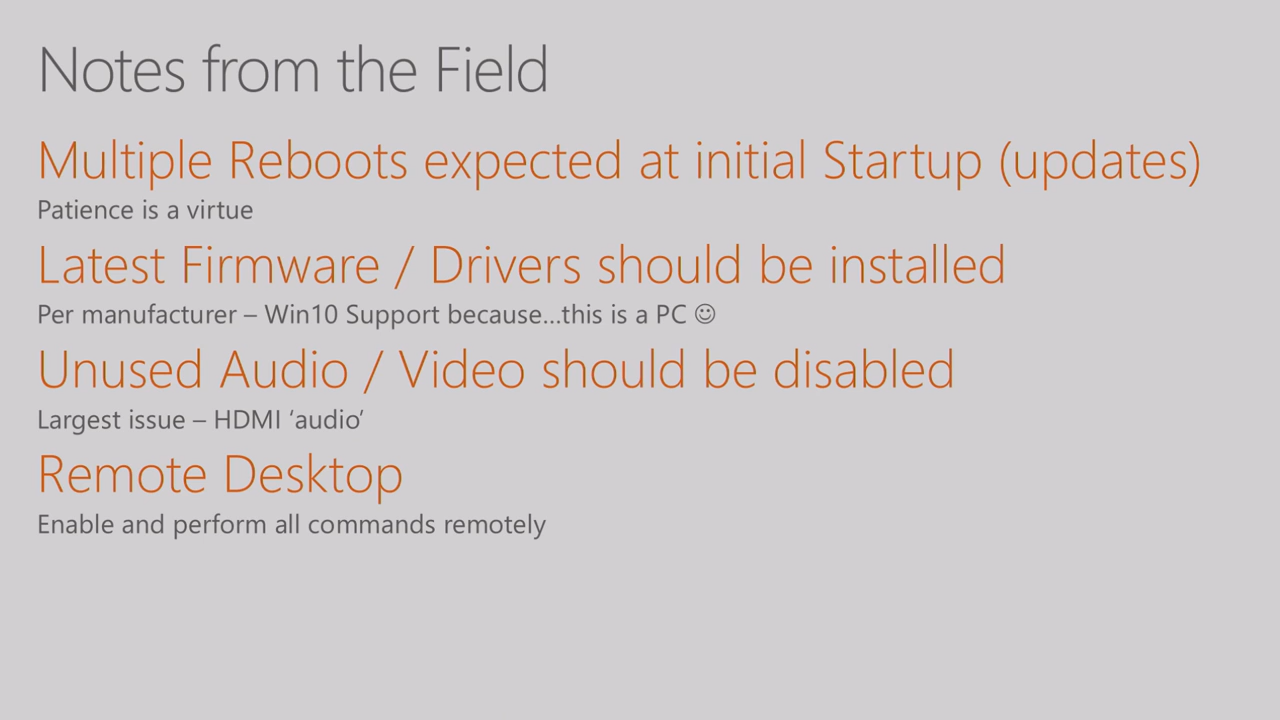 Notes from the Field
Multiple Reboots expected at initial Startup (updates)
Patience is a virtue
Latest Firmware / Drivers should be installed
Per manufacturer – Win10 Support because...this is a PC ☺
Unused Audio / Video should be disabled
Largest issue – HDMI ‘audio’
Remote Desktop
Enable and perform all commands remotely